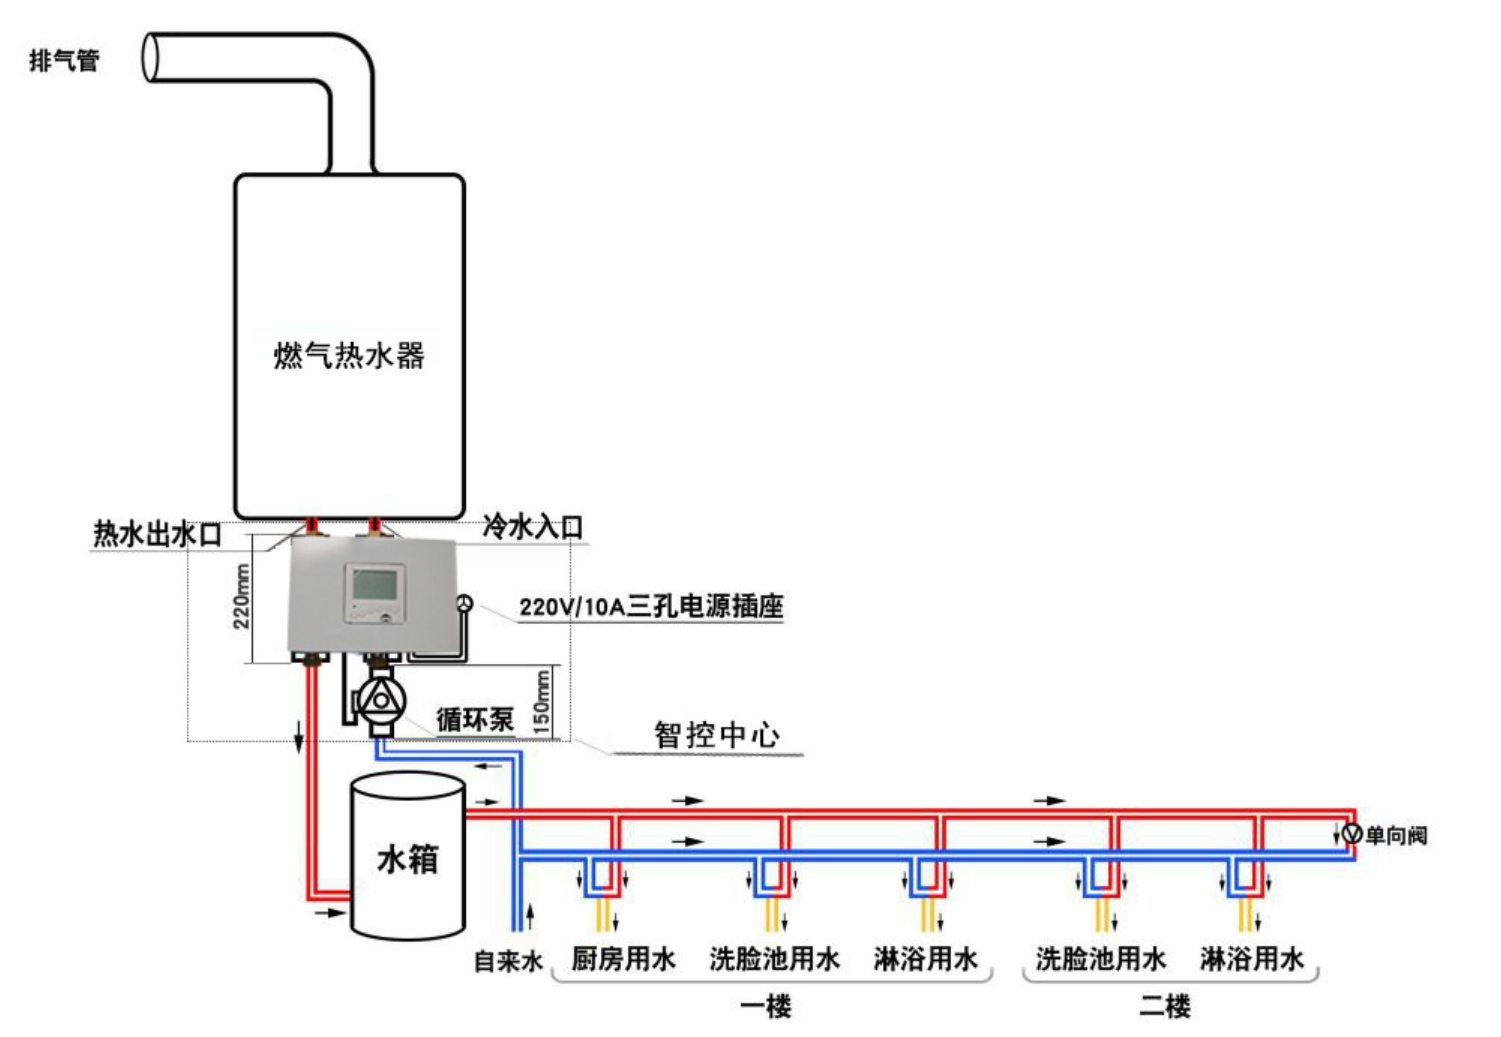 排气管
燃气热水器
热水出水口
冷水入口
220mm
220V/10A三孔电源插座
循环泵
150mm
智控中心
水箱
单向阀
自来水
厨房用水
洗脸池用水
淋浴用水
洗脸池用水
淋浴用水
一楼
二楼